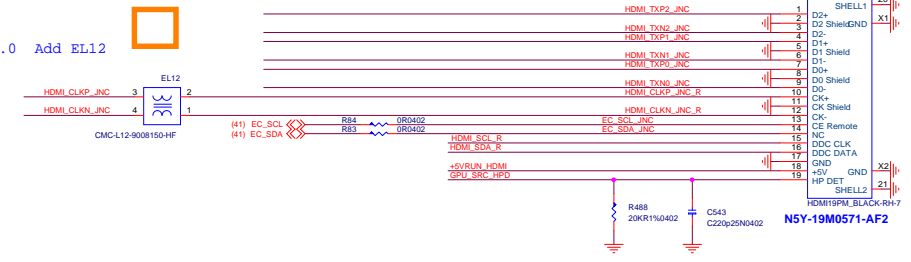 20
SHELL1
HDMI_TXP2_JNC 1 D2+
2 D2 Shield GND X1
HDMI_TXN2_JNC 3 D2-
HDMI_TXP1_JNC 4 D1+
5 D1 Shield
.0 Add EL12
HDMI_TXN1_JNC 6 D1-
HDMI_TXP0_JNC 7 D0+
8 D0 Shield
EL12
HDMI_TXN0_JNC 9 D0-
HDMI_CLKP_JNC 3 2 HDMI_CLKP_JNC_R 10 CK+
11 CK Shield
HDMI_CLKN_JNC 4 1 HDMI_CLKN_JNC_R 12 CK-
CMC-L12-9008150-HF
(41) EC_SCL R84 0R0402 EC_SCL_JNC 13 CE Remote
(41) EC_SDA R83 0R0402 EC_SDA_JNC 14 NC
HDMI_SCL_R 15 DDC CLK
HDMI_SDA_R 16 DDC DATA
17 GND
+5VRUN_HDMI 18 +5V GND X2
GPU_SRC_HPD 19 HP DET
SHELL2 21
HDMI19PM_BLACK-RH-7
N5Y-19M0571-AF2
R488
20KR1%0402
C543
C220p25N0402